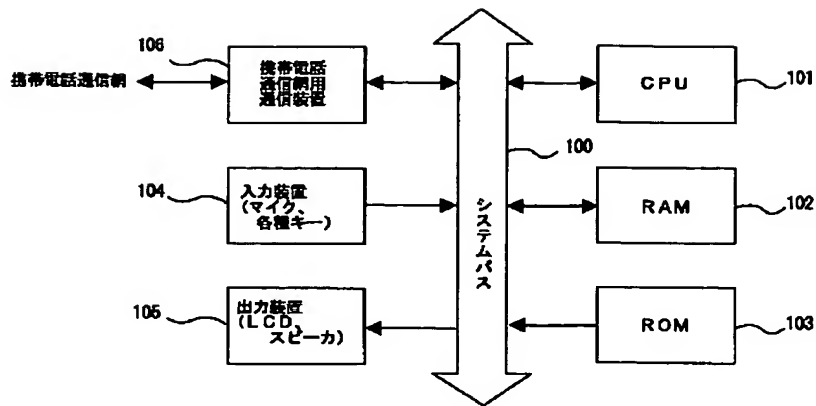 106
携帯電話
通信網用
通信装置
携帯電話通信網
CPU
101
100
104
入力装置
(マイク、
各種キー)
システムバス
RAM
102
105
出力装置
(LCD、
スピーカ)
ROM
103